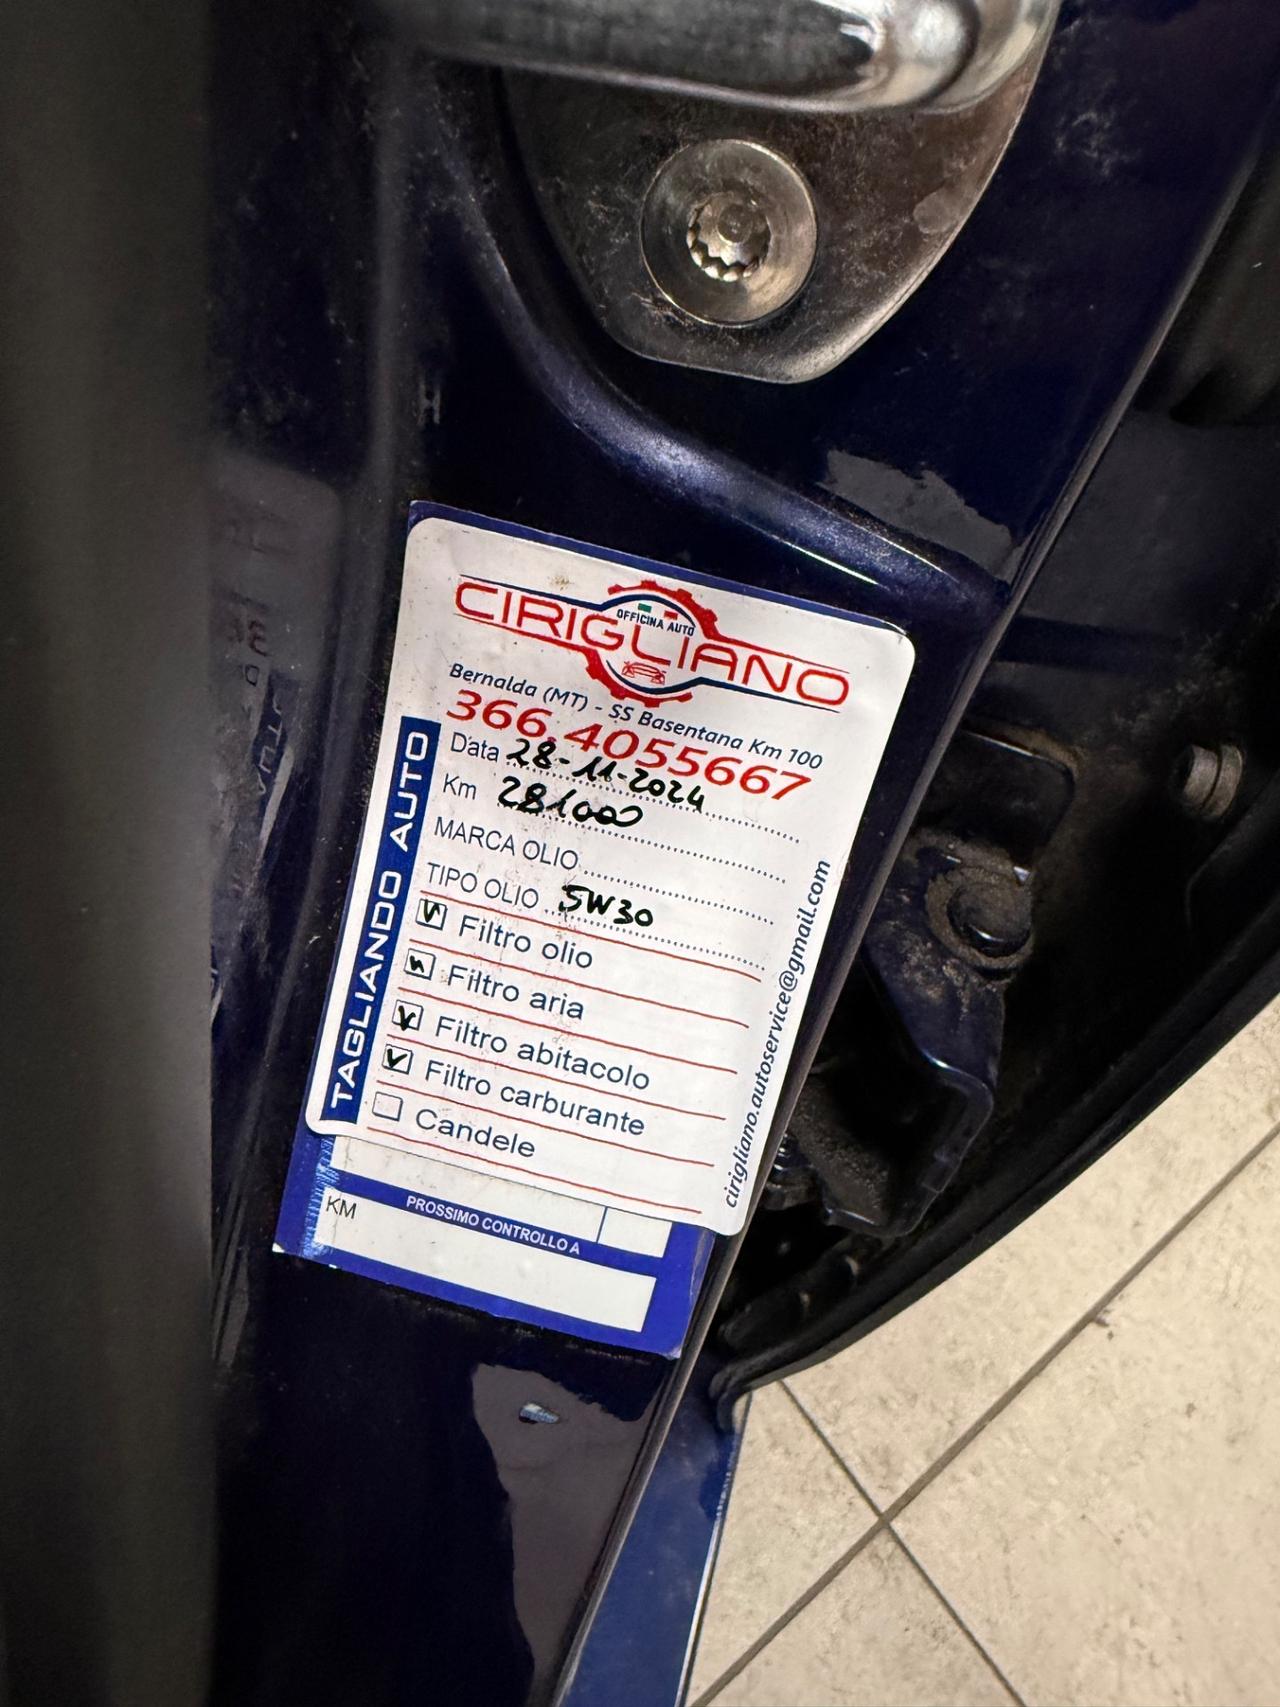 OFFICINA AUTO
CIRIGLIANO
Bernalda (MT) - SS Basentana Km 100
366.4055667
Data 28-11-2024
Km 281000
MARCA OLIO
TIPO OLIO 5W30
Filtro olio
Filtro aria
Filtro abitacolo
Filtro carburante
Candele
TAGLIANDO AUTO
cirigliano.autoservice@gmail.com
PROSSIMO CONTROLLO A
KM